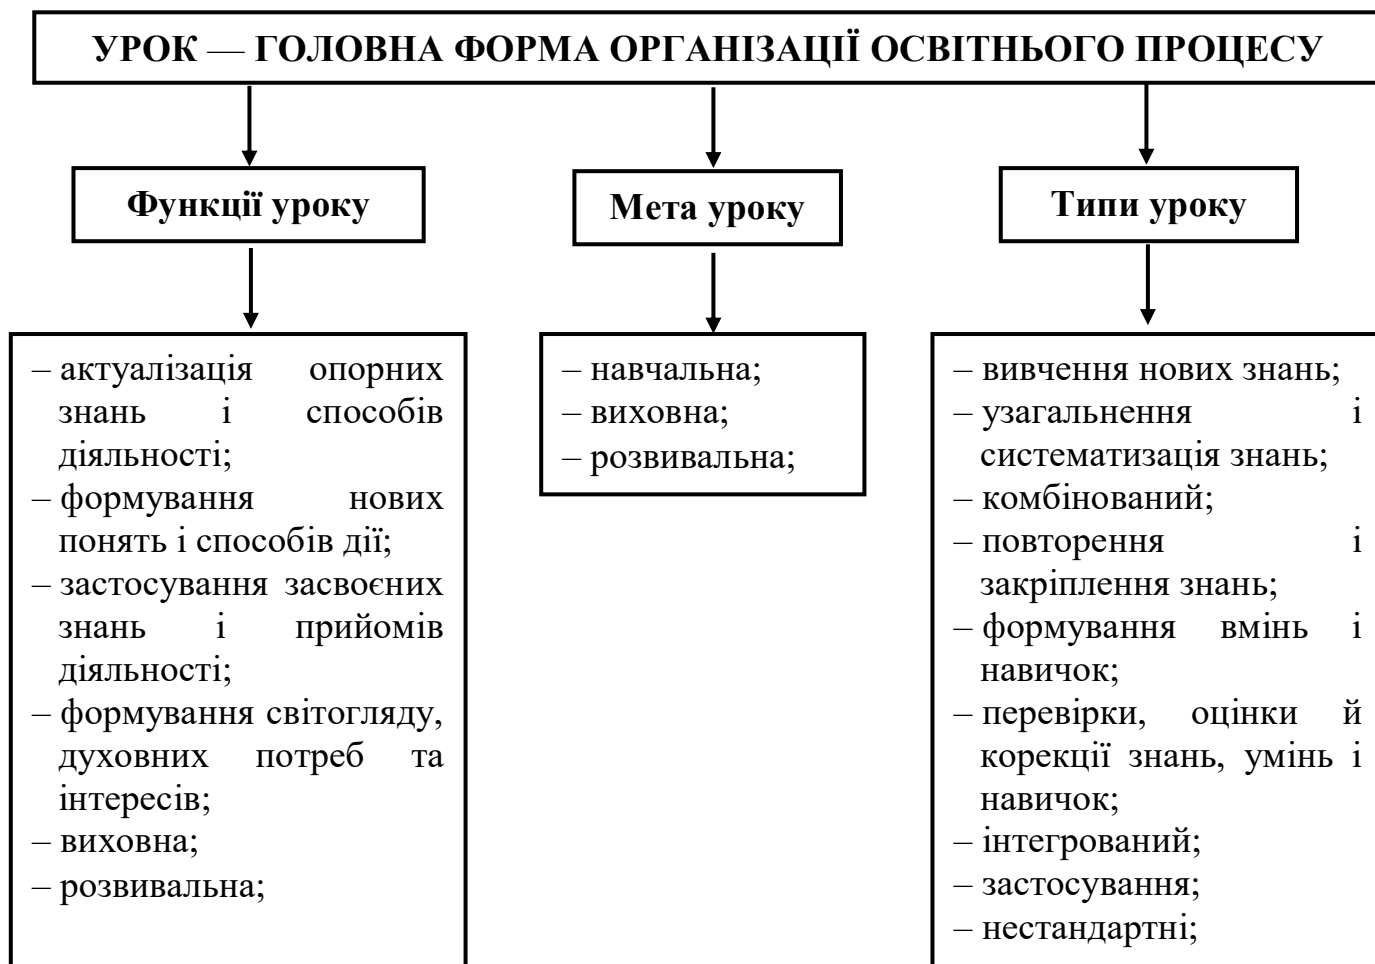 УРОК — ГОЛОВНА ФОРМА ОРГАНІЗАЦІЇ ОСВІТНЬОГО ПРОЦЕСУ
Функції уроку
– актуалізація опорних
знань і способів
діяльності;
– формування нових
понять і способів дії;
– застосування засвоєних
знань і прийомів
діяльності;
– формування світогляду,
духовних потреб та
інтересів;
– виховна;
– розвивальна;
Мета уроку
– навчальна;
– виховна;
– розвивальна;
Типи уроку
– вивчення нових знань;
– узагальнення і
систематизація знань;
– комбінований;
– повторення і
закріплення знань;
– формування вмінь і
навичок;
– перевірки, оцінки й
корекції знань, умінь і
навичок;
– інтегрований;
– застосування;
– нестандартні;